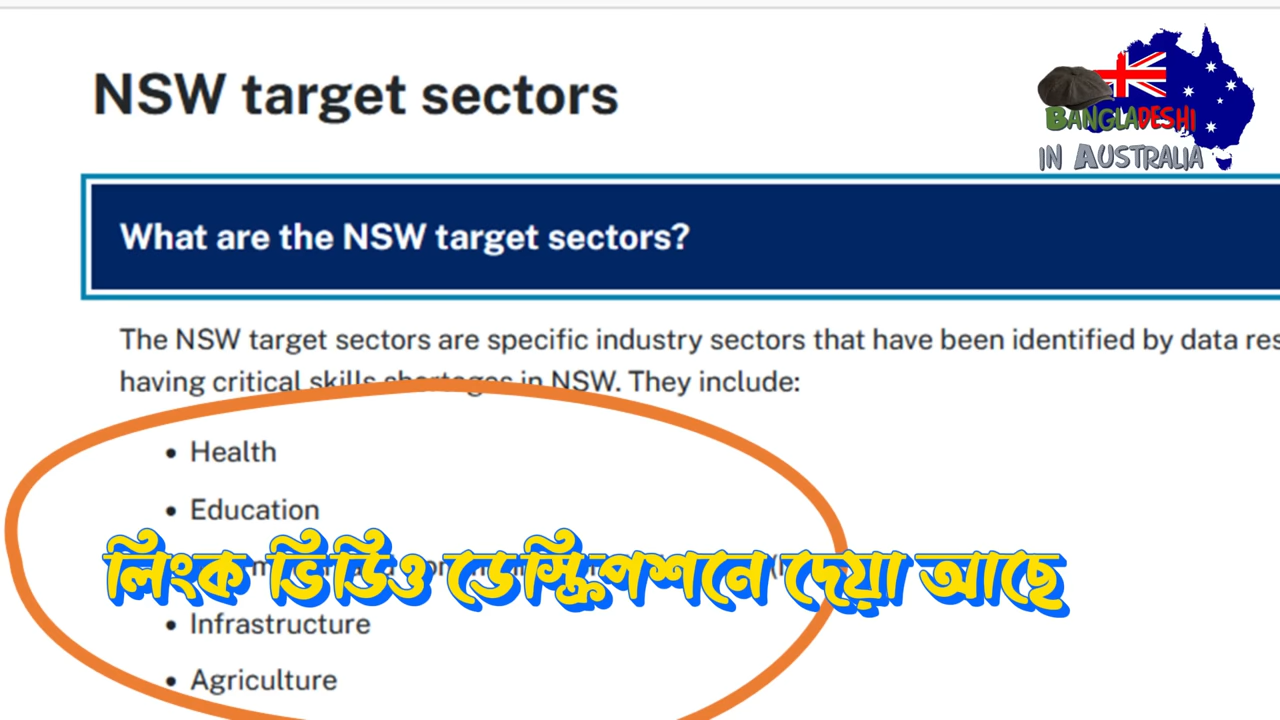 NSW target sectors
BANGLADESHI
IN AUSTRALIA
What are the NSW target sectors?
The NSW target sectors are specific industry sectors that have been identified by data res
having critical skills shortages in NSW. They include:
• Health
• Education
লিংক ভিডিও ডেস্ক্রিপশনে দেয়া আছে
• Infrastructure
• Agriculture